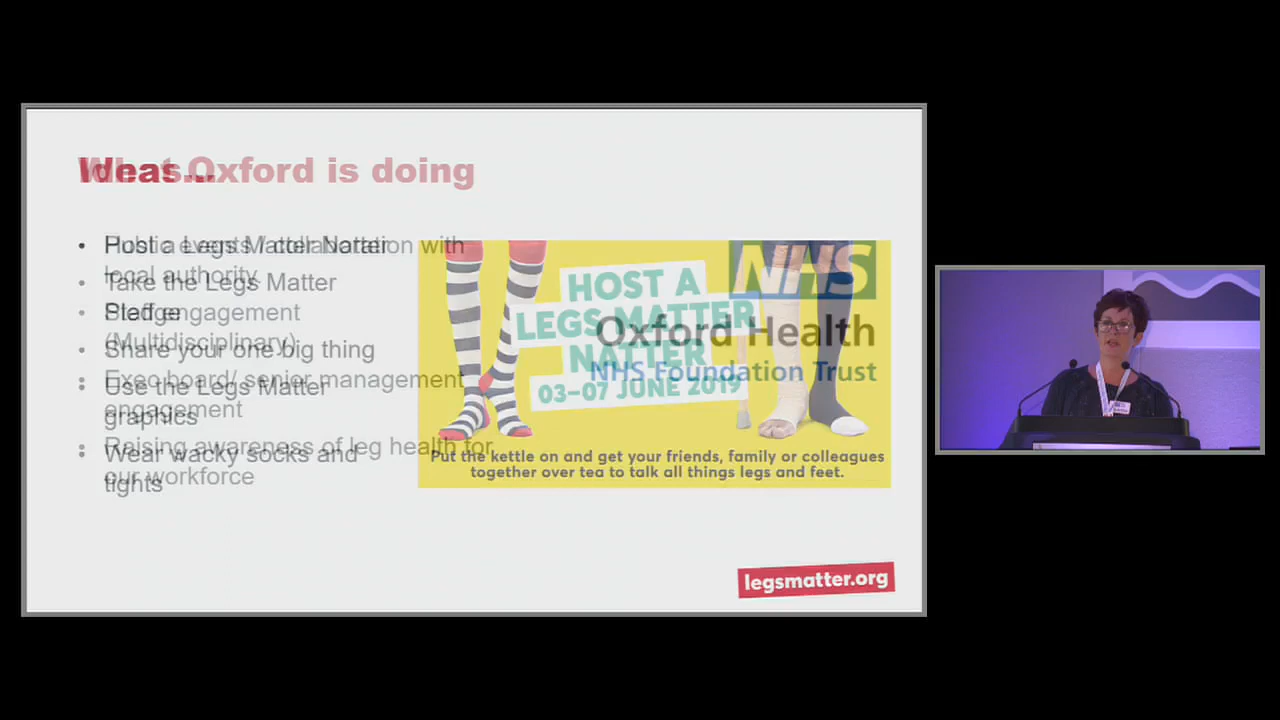 Ideas...
What Oxford is doing
• Host a Legs Matter Natter
• Take the Legs Matter
Pledge
• Share your one big thing
• Use the Legs Matter
graphics
• Wear wacky socks and
tights
• Public events / collaboration with
local authority
• Staff engagement
(Multidisciplinary)
• Exec board/ senior management
engagement
• Raising awareness of leg health for
our workforce
HOST A
LEGS MATTER
NATTER
03–07 JUNE 2019
Put the kettle on and get your friends, family or colleagues
together over tea to talk all things legs and feet.
NHS
Oxford Health
NHS Foundation Trust
legsmatter.org